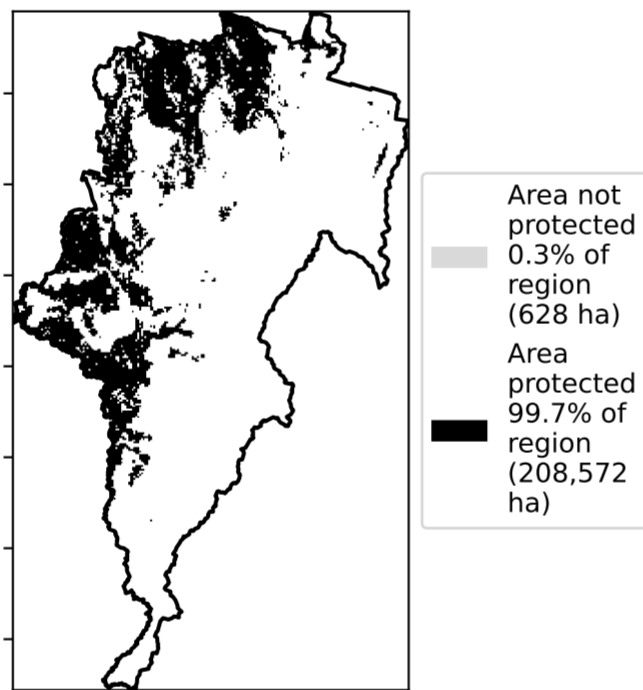 Area not
protected
0.3% of
region
(628 ha)
Area
protected
99.7% of
region
(208,572
ha)